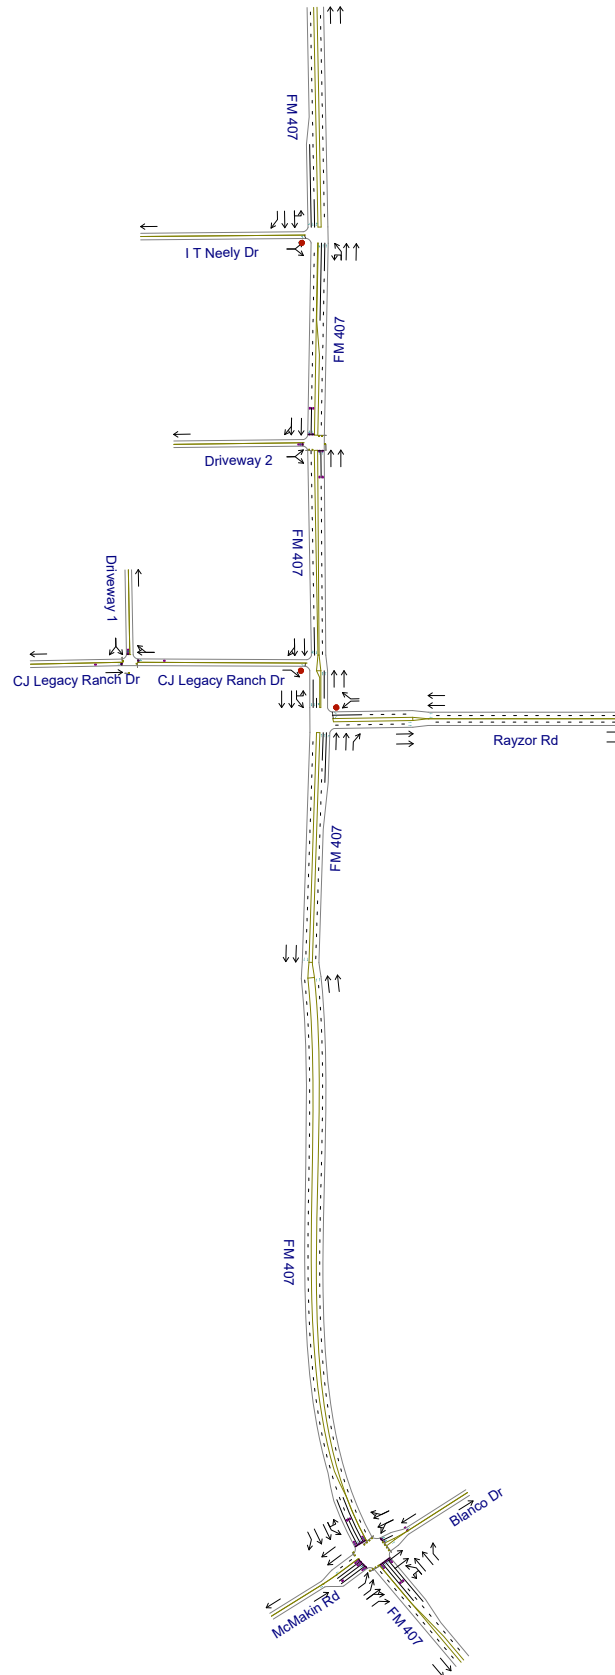 FM 407
I T Neely Dr
FM 407
Driveway 2
FM 407
Driveway 1
CJ Legacy Ranch Dr
CJ Legacy Ranch Dr
Rayzor Rd
FM 407
FM 407
Blanco Dr
McMakin Rd
FM 407